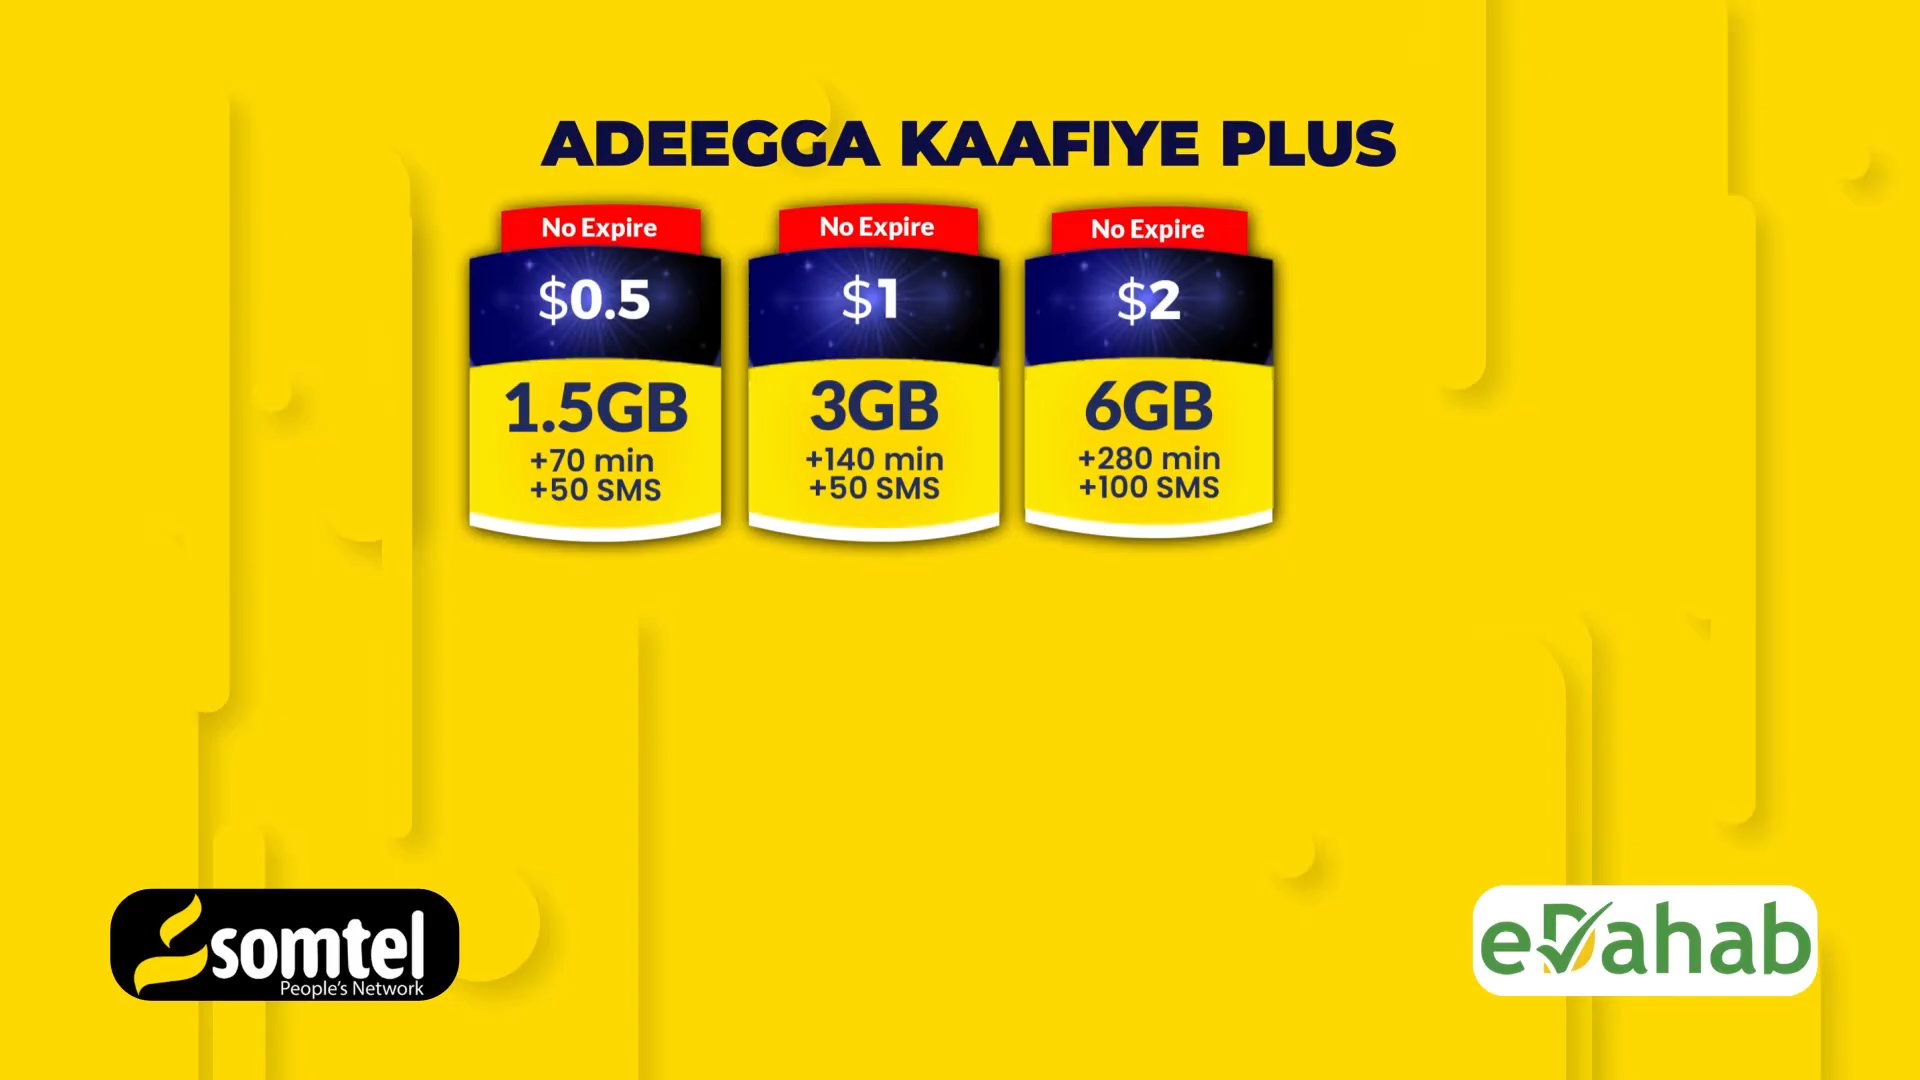 ADEEGGA KAAFIYE PLUS
No Expire
$0.5
1.5GB
+70 min
+50 SMS
No Expire
$1
3GB
+140 min
+50 SMS
No Expire
$2
6GB
+280 min
+100 SMS
somtel
People's Network
eDahab